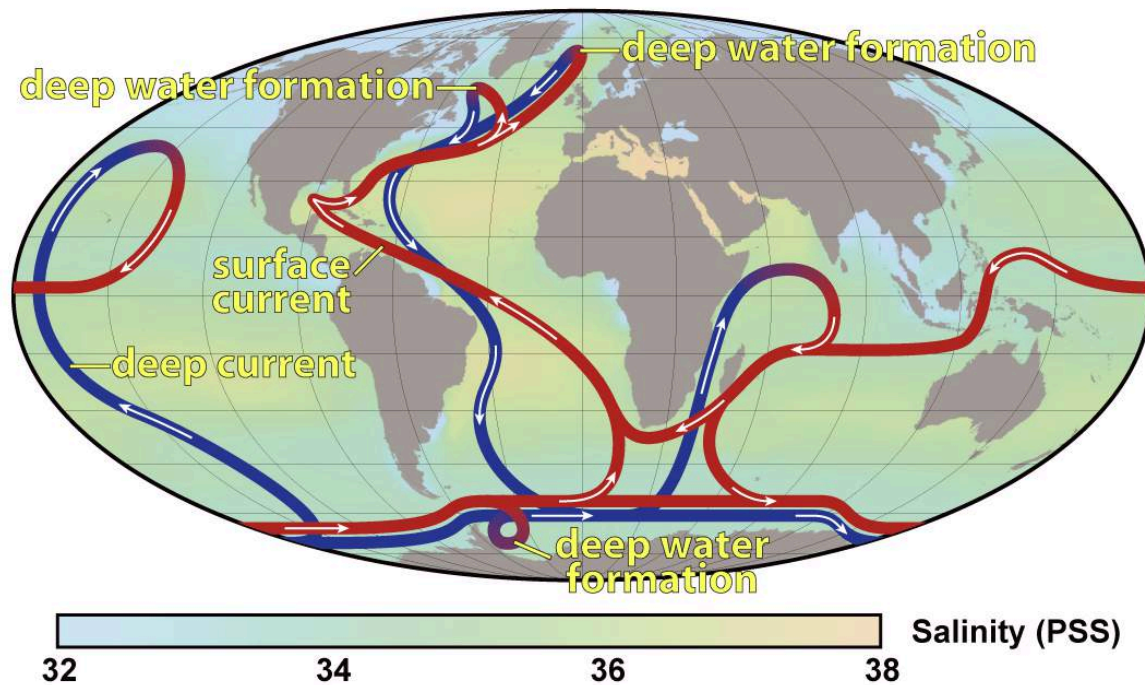 deep water formation
deep water formation
surface
current
deep current
deep water
formation
Salinity (PSS)
32
34
36
38